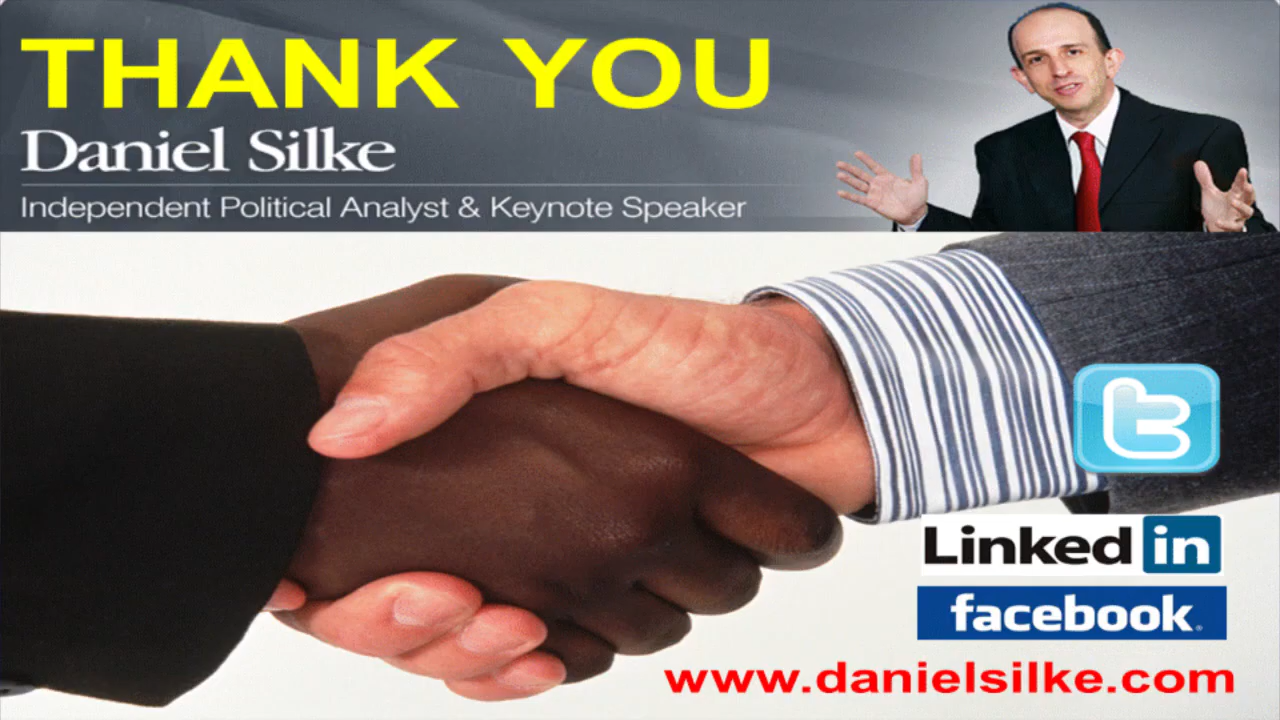 THANK YOU
Daniel Silke
Independent Political Analyst & Keynote Speaker
t
Linked in
facebook
www.danielsilke.com